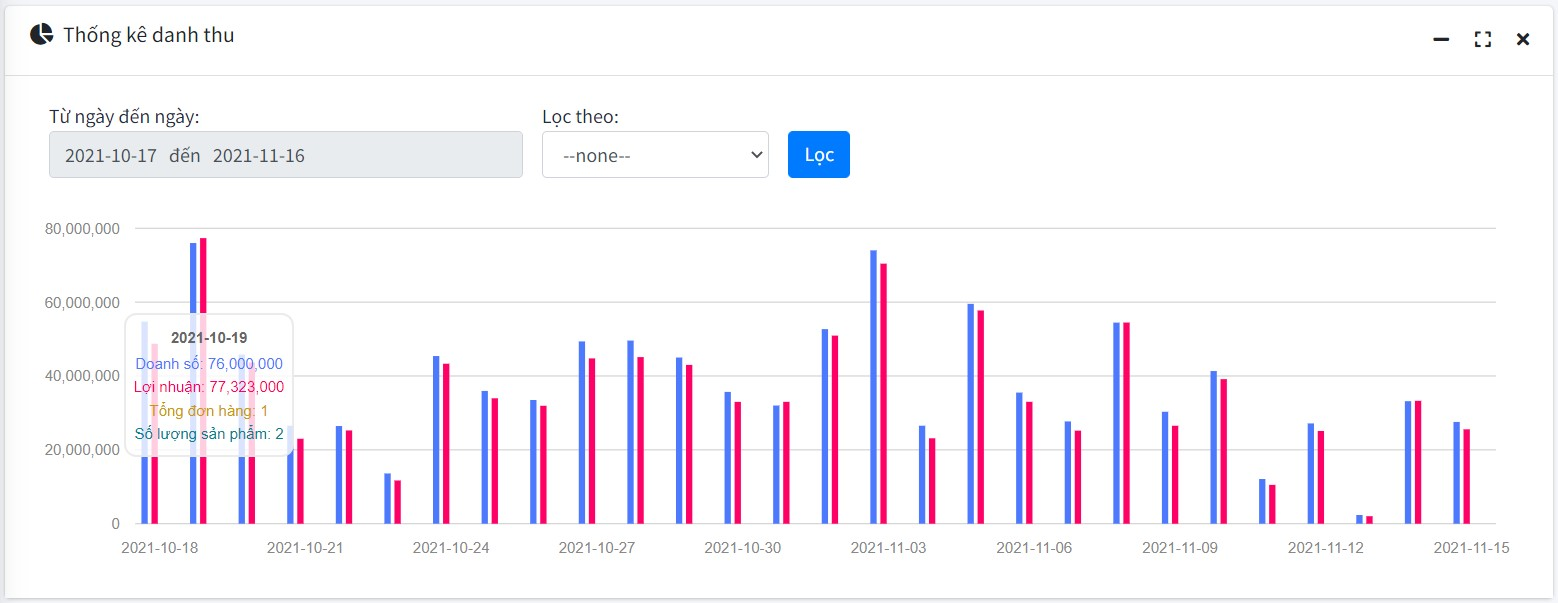 Thống kê danh thu
Từ ngày đến ngày:
Lọc theo:
2021-10-17 đến 2021-11-16
--none--
Lọc
80,000,000
60,000,000
40,000,000
20,000,000
0
2021-10-19
Doanh số: 76,000,000
Lợi nhuận: 77,323,000
Tổng đơn hàng: 1
Số lượng sản phẩm: 2
2021-10-18
2021-10-21
2021-10-24
2021-10-27
2021-10-30
2021-11-03
2021-11-06
2021-11-09
2021-11-12
2021-11-15